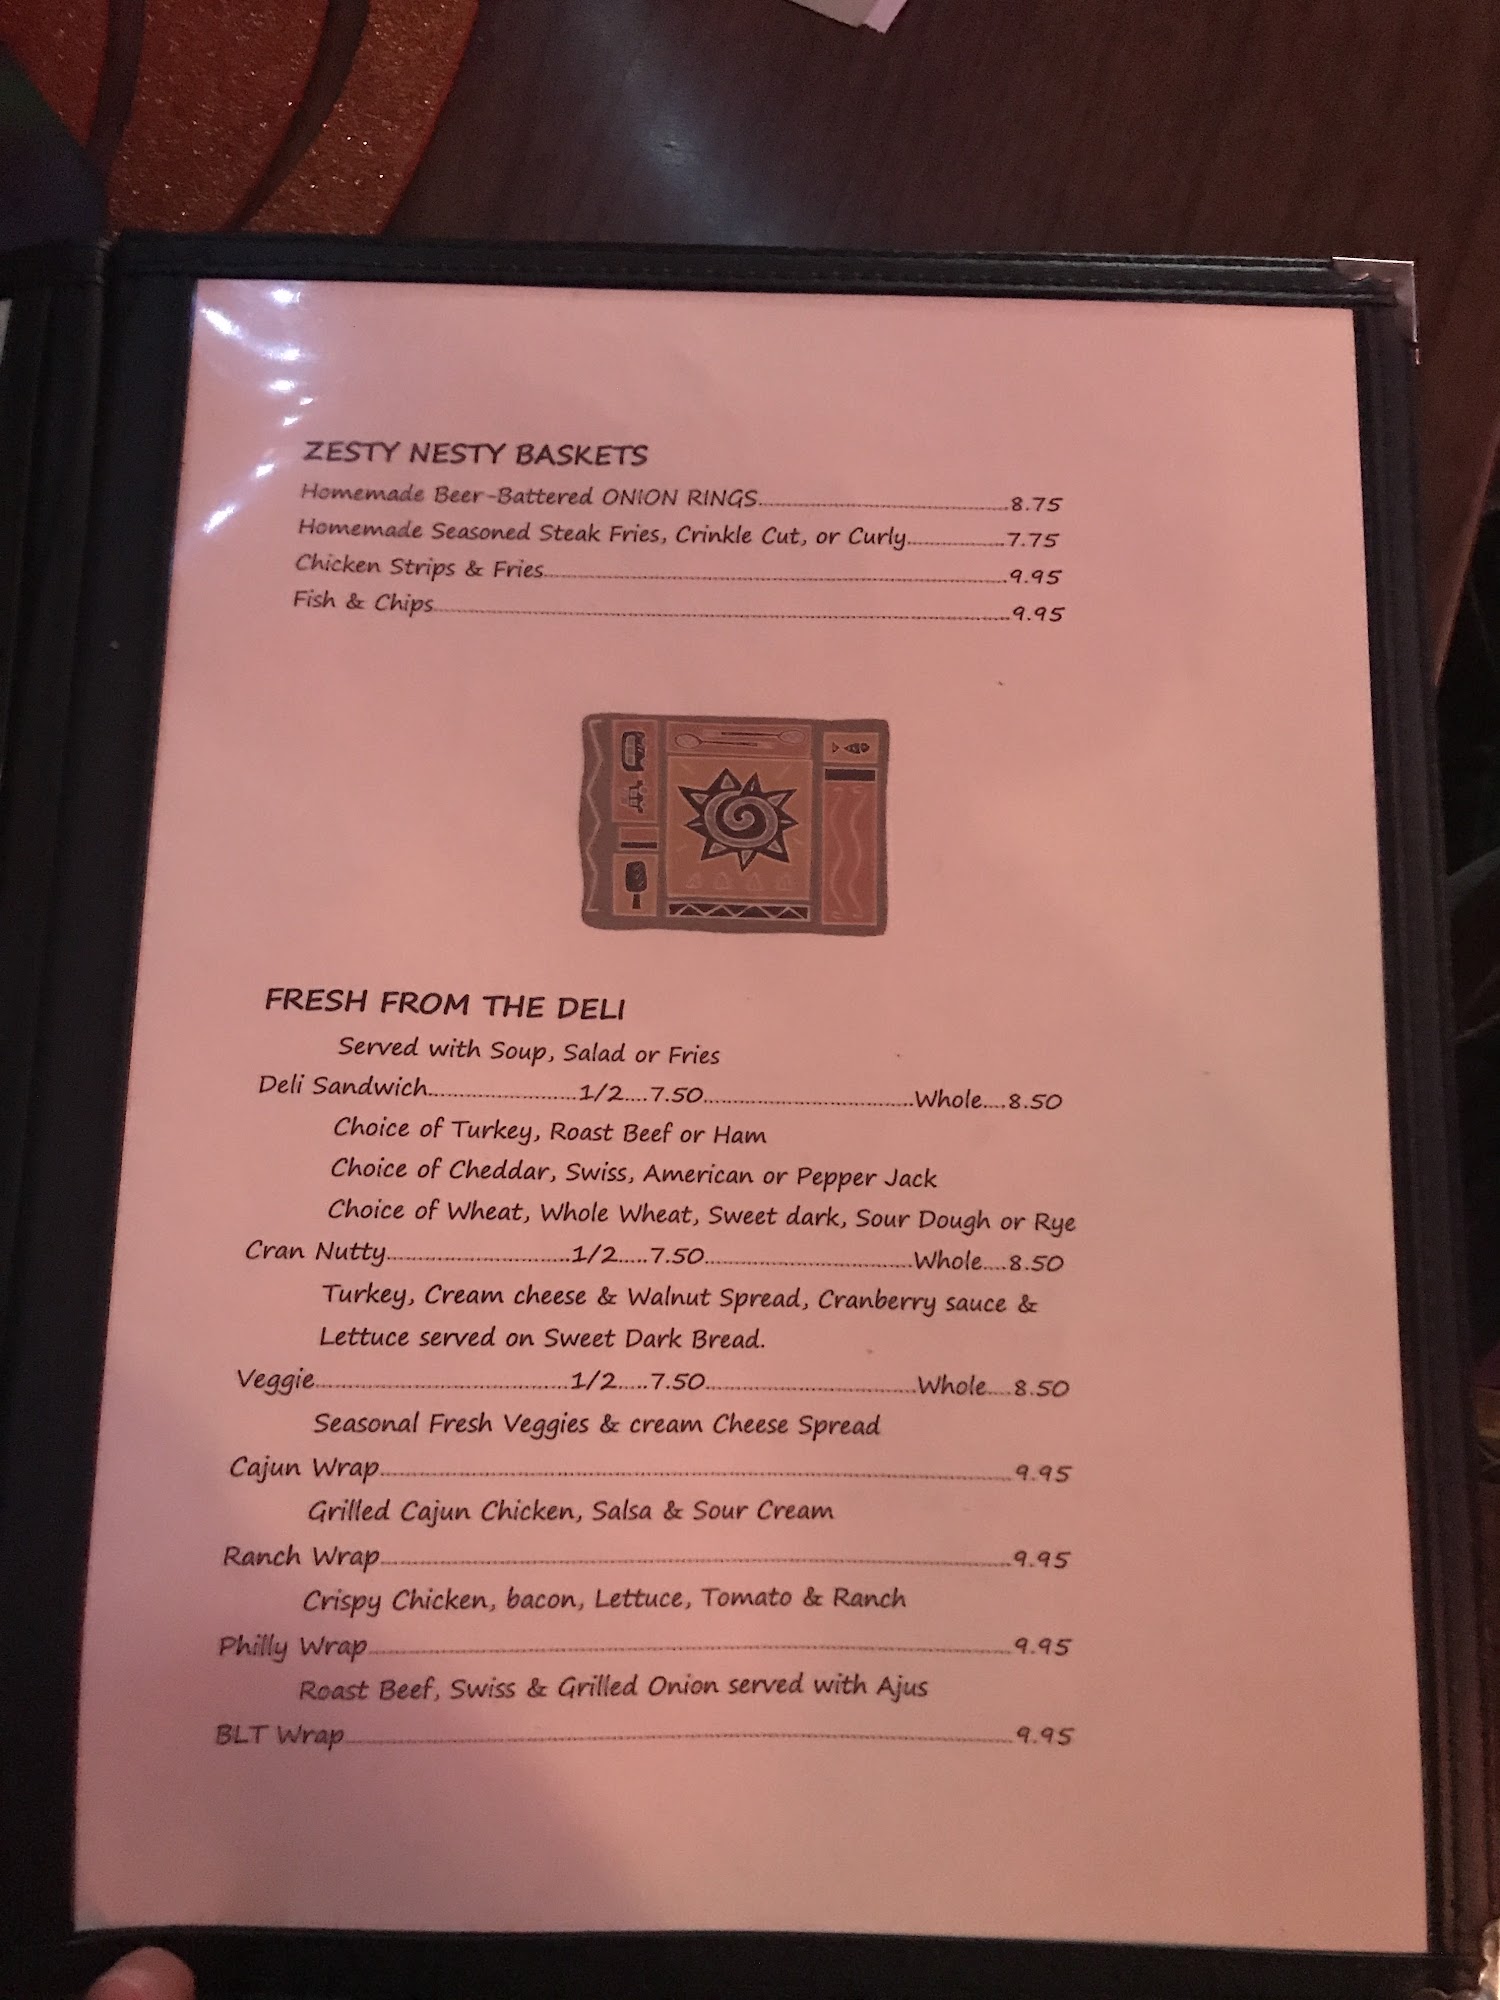 ZESTY NESTY BASKETS
Homemade Beer-Battered ONION RINGS..............................8.75
Homemade Seasoned Steak Fries, Crinkle Cut, or Curly............7.75
Chicken Strips & Fries..............................9.95
Fish & Chips..............................9.95
FRESH FROM THE DELI
Served with Soup, Salad or Fries
Deli Sandwich....................1/2....7.50..............................Whole....8.50
Choice of Turkey, Roast Beef or Ham
Choice of Cheddar, Swiss, American or Pepper Jack
Choice of Wheat, Whole Wheat, Sweet dark, Sour Dough or Rye
Cran Nutty....................1/2.....7.50..............................Whole....8.50
Turkey, Cream cheese & Walnut Spread, Cranberry sauce &
Lettuce served on Sweet Dark Bread.
Veggie..............................1/2.....7.50..............................Whole....8.50
Seasonal Fresh Veggies & cream Cheese Spread
Cajun Wrap..............................9.95
Grilled Cajun Chicken, Salsa & Sour Cream
Ranch Wrap..............................9.95
Crispy Chicken, bacon, Lettuce, Tomato & Ranch
Philly Wrap..............................9.95
Roast Beef, Swiss & Grilled Onion served with Ajus
BLT Wrap..............................9.95